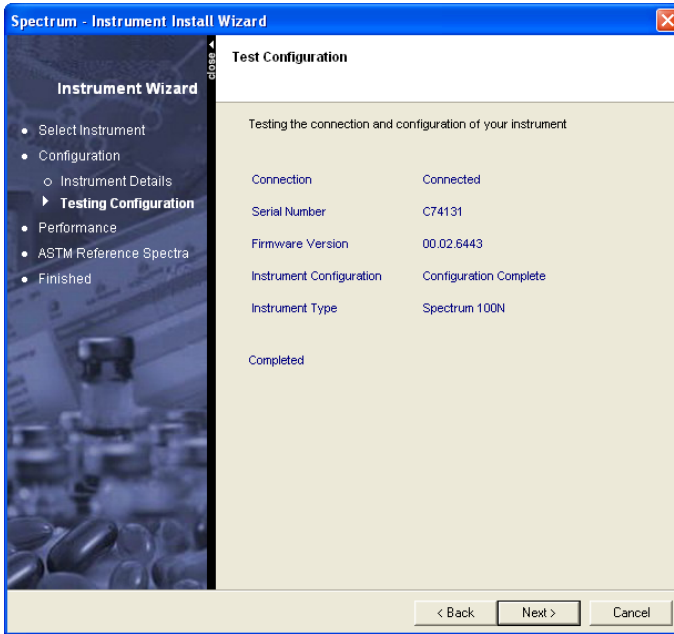 Spectrum - Instrument Install Wizard
close
Instrument Wizard
Select Instrument
Configuration
Instrument Details
Testing Configuration
Performance
ASTM Reference Spectra
Finished
Test Configuration
Testing the connection and configuration of your instrument
Connection Connected
Serial Number C74131
Firmware Version 00.02.6443
Instrument Configuration Configuration Complete
Instrument Type Spectrum 100N
Completed
< Back Next > Cancel